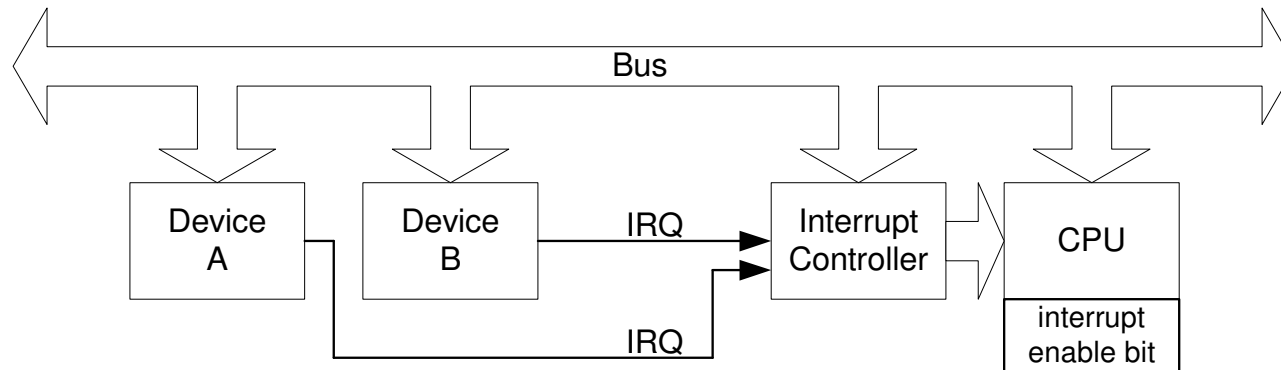 Bus
Device
A
Device
B
IRQ
IRQ
Interrupt
Controller
CPU
interrupt
enable bit